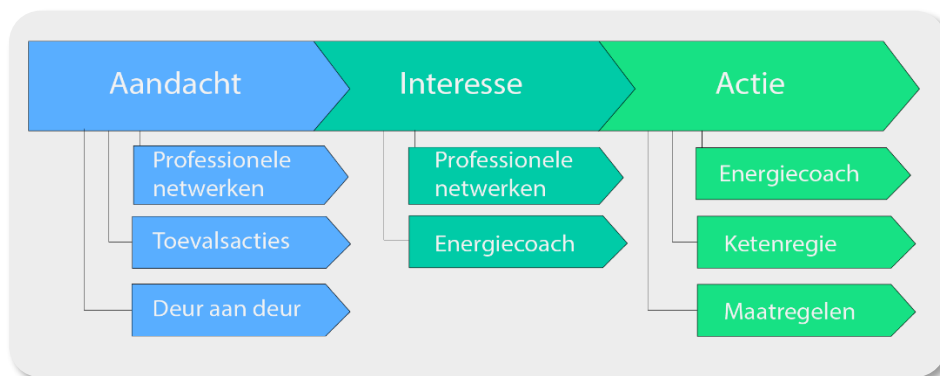 Aandacht
Interesse
Actie
Professionele
netwerken
Toevalsacties
Deur aan deur
Professionele
netwerken
Energiecoach
Energiecoach
Ketenregie
Maatregelen